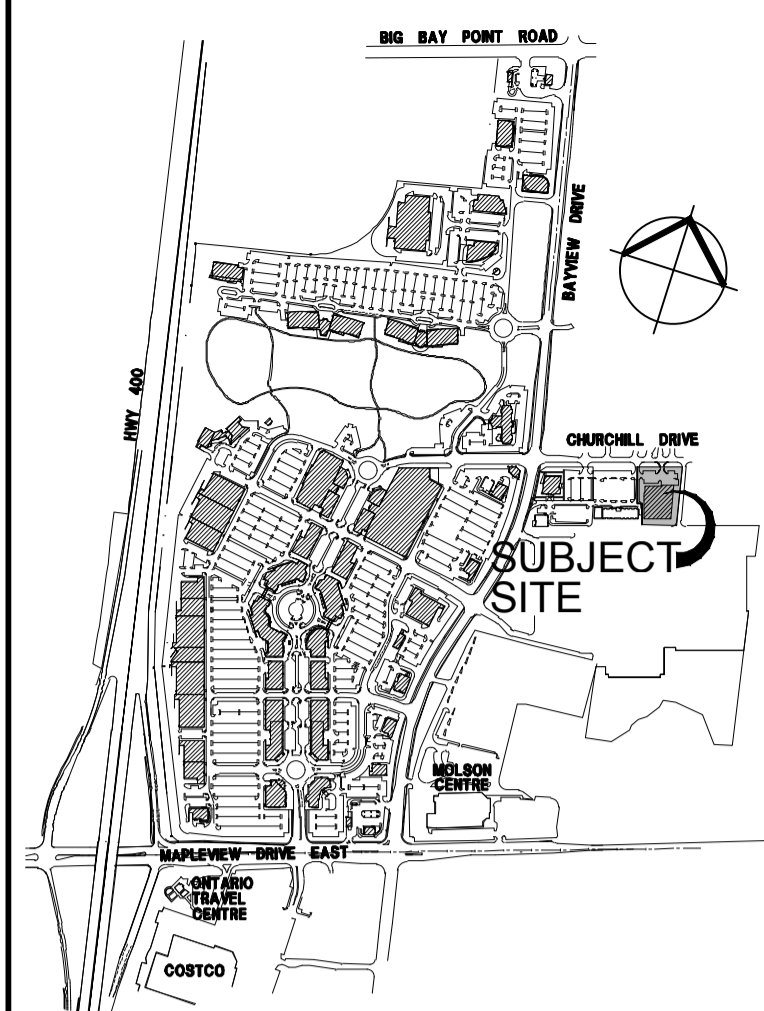 BIG BAY POINT ROAD
BAYVIEW DRIVE
HWY 400
CHURCHILL DRIVE
SUBJECT
SITE
MOLSON
CENTRE
MAPLEVIEW DRIVE EAST
ONTARIO
TRAVEL
CENTRE
COSTCO